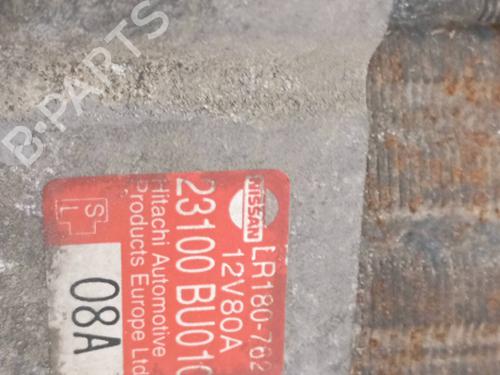 B-PARTS
NISSAN
LR180-762
12V80A
23100 BU010
Hitachi Automotive
Products Europe Ltd
S
L
08A